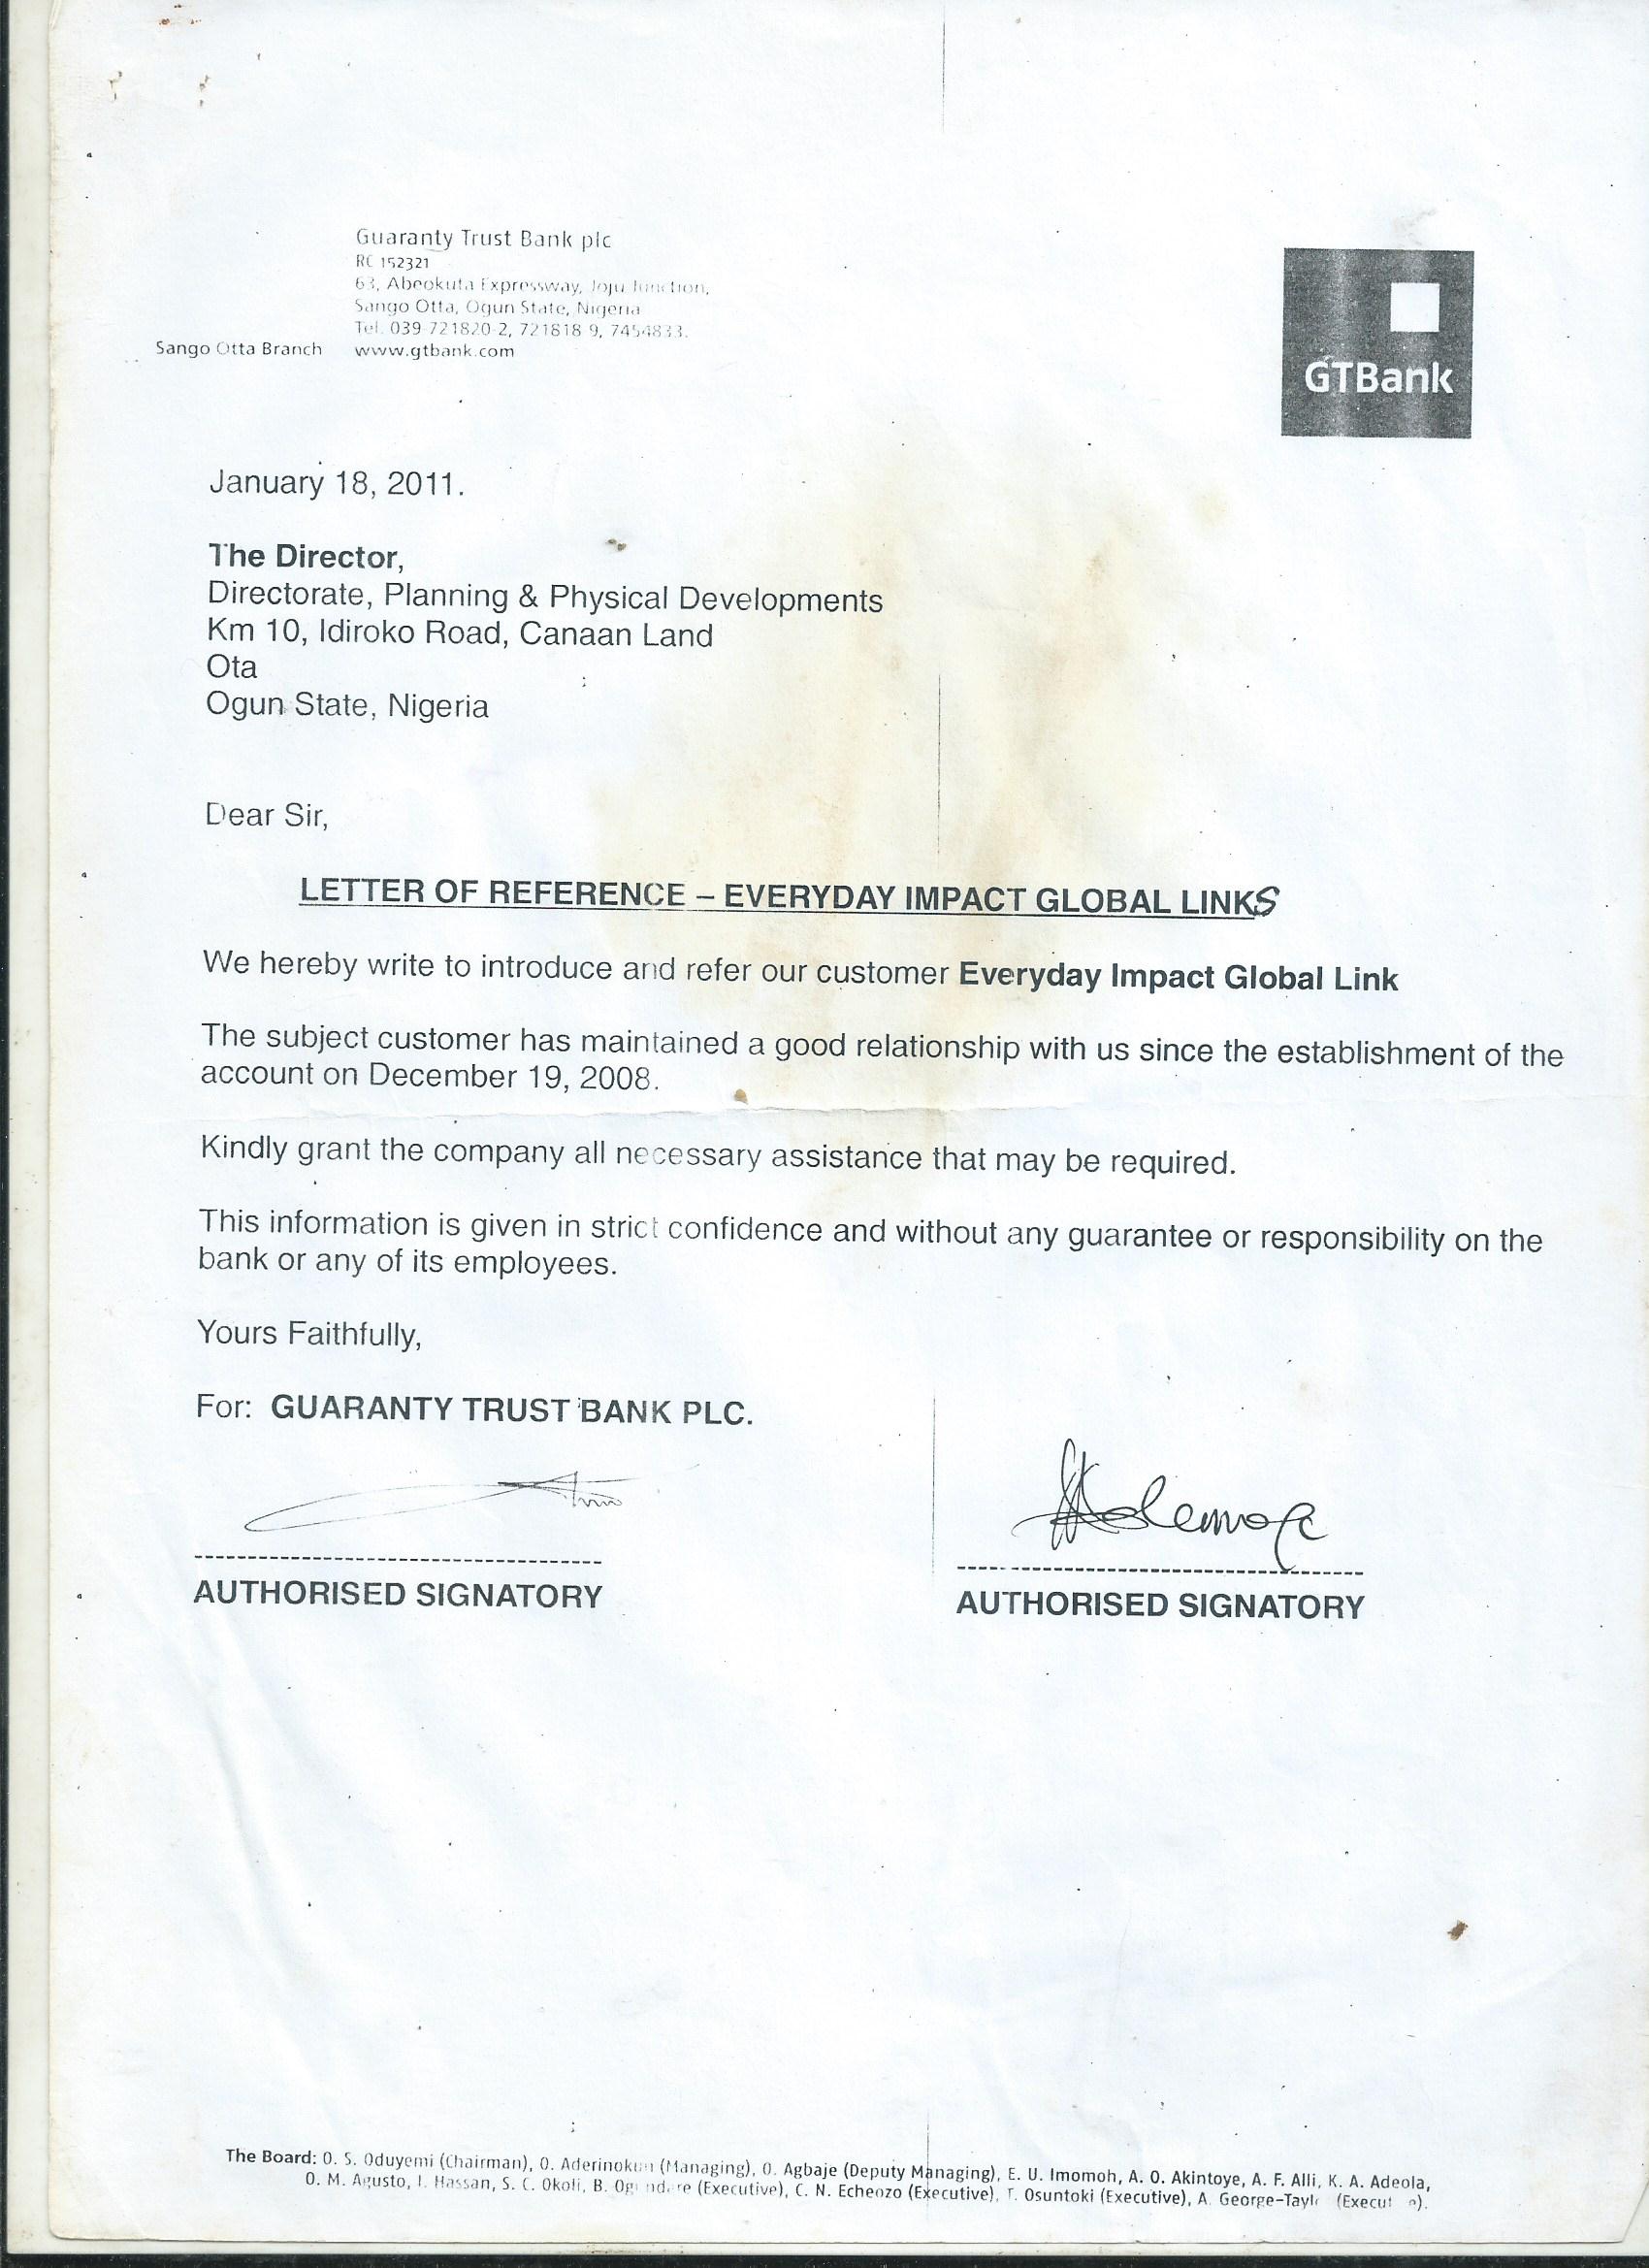 Guaranty Trust Bank plc
RC 152321
63, Abeokuta Expressway, Joju Junction,
Sango Otta, Ogun State, Nigeria
Tel. 039-721820-2, 721818 9, 7454833.
Sango Otta Branch www.gtbank.com
GTBank
January 18, 2011.
The Director,
Directorate, Planning & Physical Developments
Km 10, Idiroko Road, Canaan Land
Ota
Ogun State, Nigeria
Dear Sir,
LETTER OF REFERENCE – EVERYDAY IMPACT GLOBAL LINKS
We hereby write to introduce and refer our customer Everyday Impact Global Link
The subject customer has maintained a good relationship with us since the establishment of the
account on December 19, 2008.
Kindly grant the company all necessary assistance that may be required.
This information is given in strict confidence and without any guarantee or responsibility on the
bank or any of its employees.
Yours Faithfully,
For: GUARANTY TRUST BANK PLC.
AUTHORISED SIGNATORY AUTHORISED SIGNATORY
The Board: O. S. Oduyemi (Chairman), O. Aderinokun (Managing), O. Agbaje (Deputy Managing), E. U. Imomoh, A. O. Akintoye, A. F. Alli, K. A. Adeola,
O. M. Agusto, I. Hassan, S. C. Okoli, B. (Executive), C. N. Echeozo (Executive), T. Osuntoki (Executive), A. (Executive).